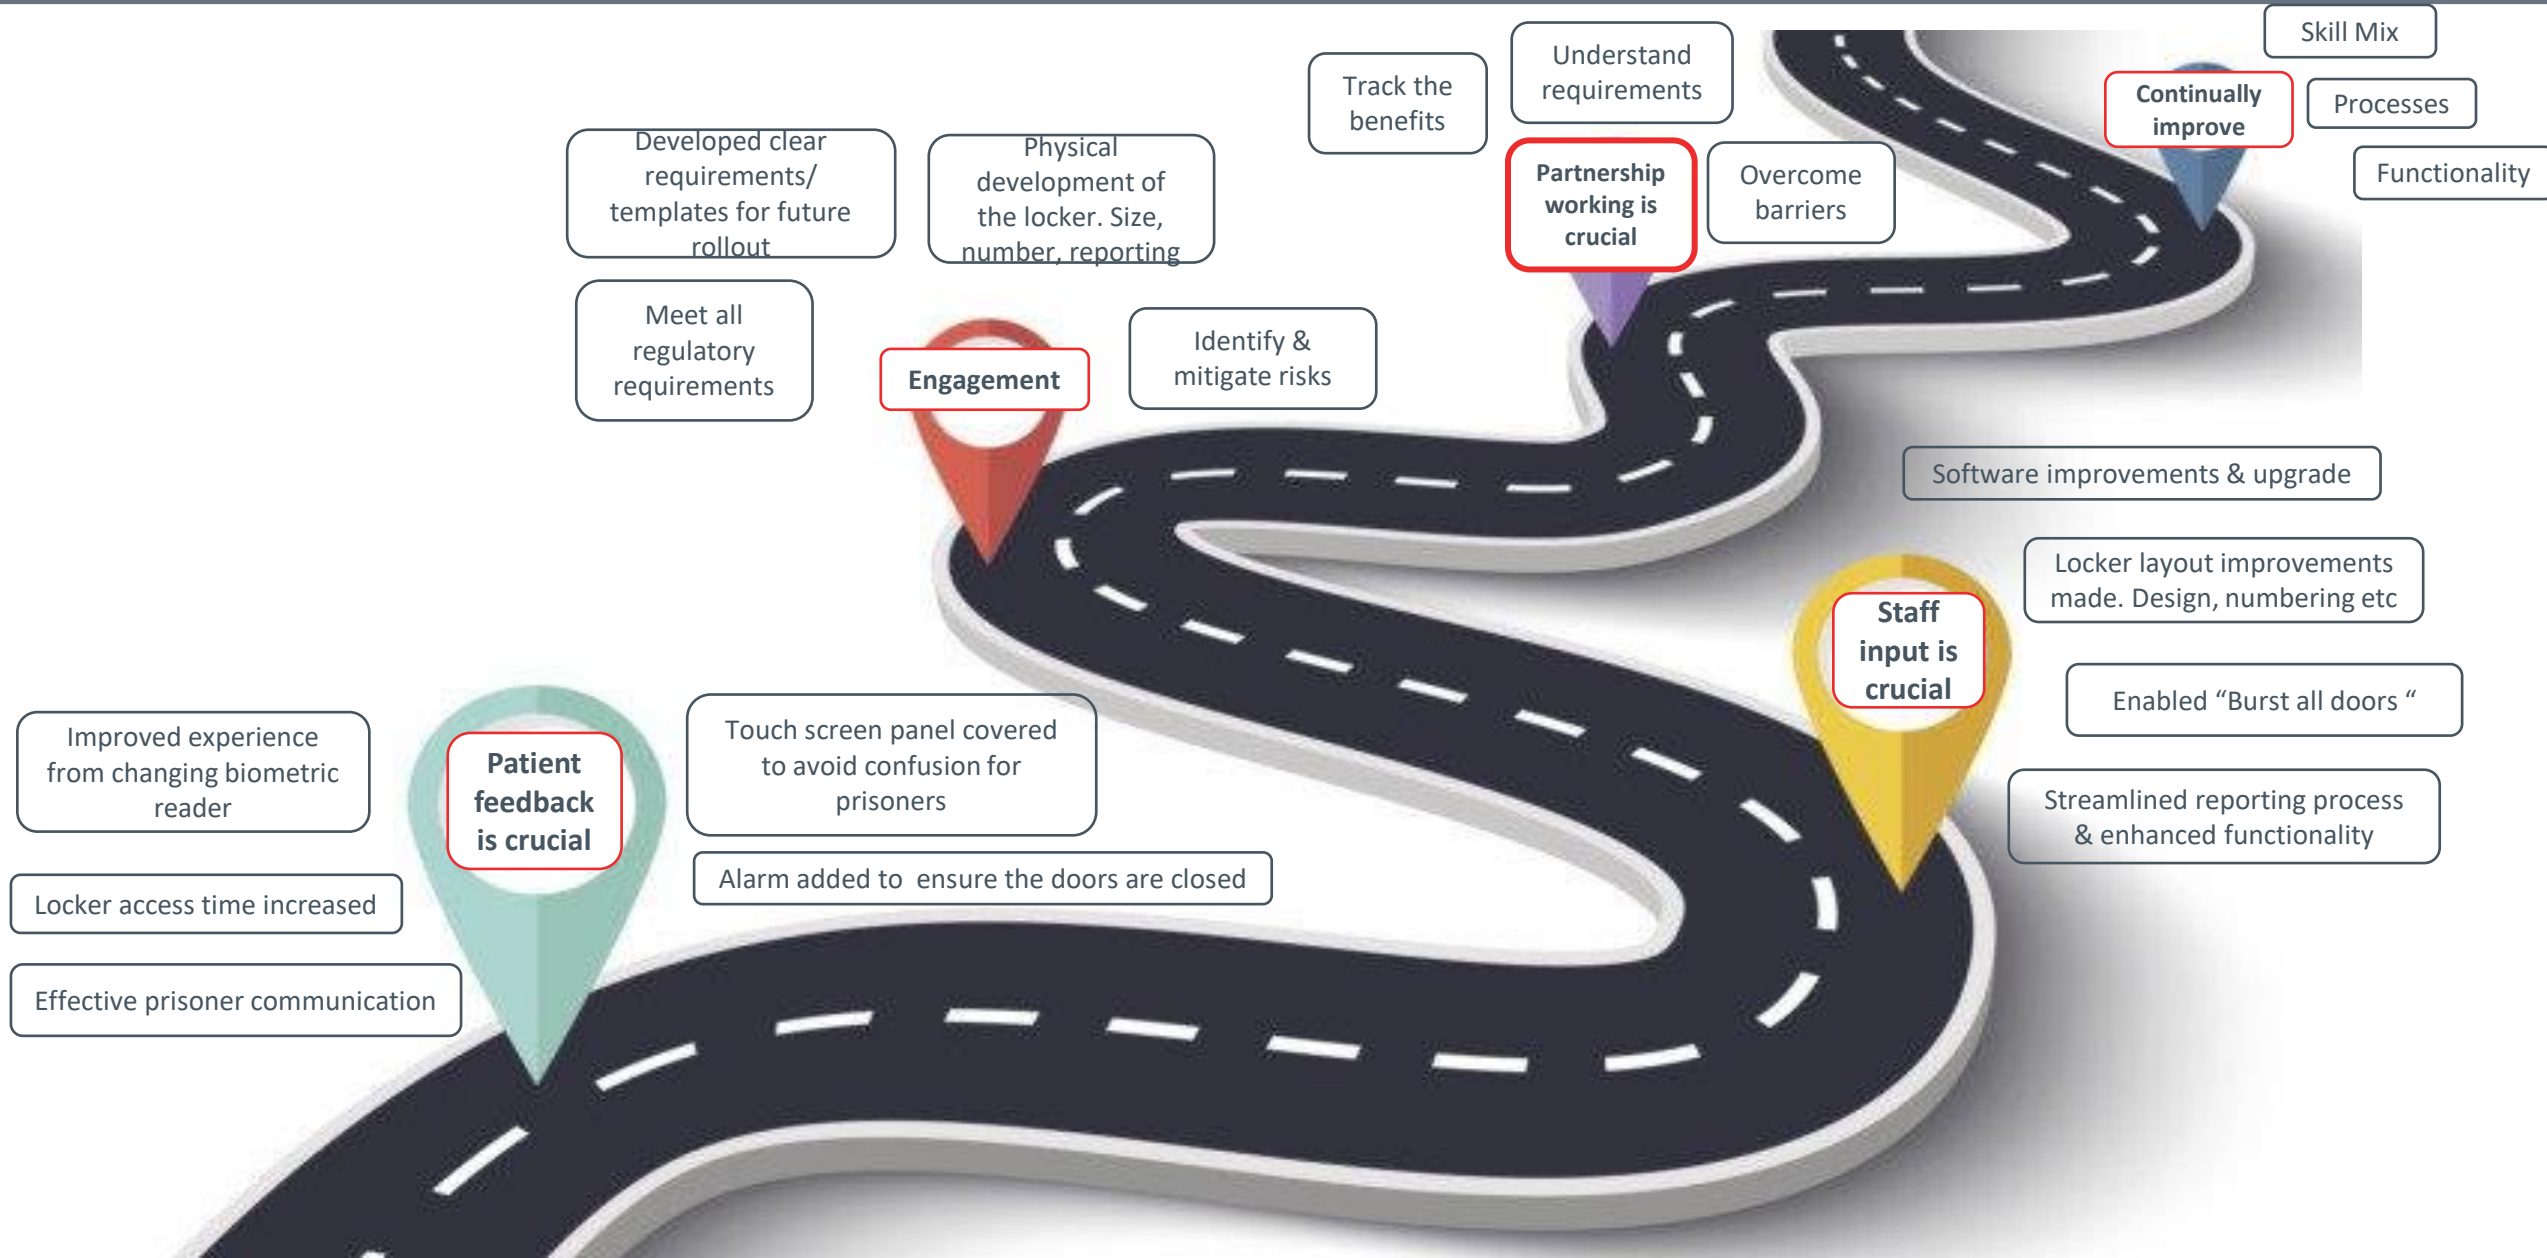 Skill Mix
Continually
improve
Processes
Functionality
Track the
benefits
Understand
requirements
Partnership
working is
crucial
Overcome
barriers
Developed clear
requirements/
templates for future
rollout
Physical
development of
the locker. Size,
number, reporting
Meet all
regulatory
requirements
Engagement
Identify &
mitigate risks
Software improvements & upgrade
Locker layout improvements
made. Design, numbering etc
Staff
input is
crucial
Enabled “Burst all doors “
Streamlined reporting process
& enhanced functionality
Improved experience
from changing biometric
reader
Patient
feedback
is crucial
Touch screen panel covered
to avoid confusion for
prisoners
Locker access time increased
Alarm added to  ensure the doors are closed
Effective prisoner communication